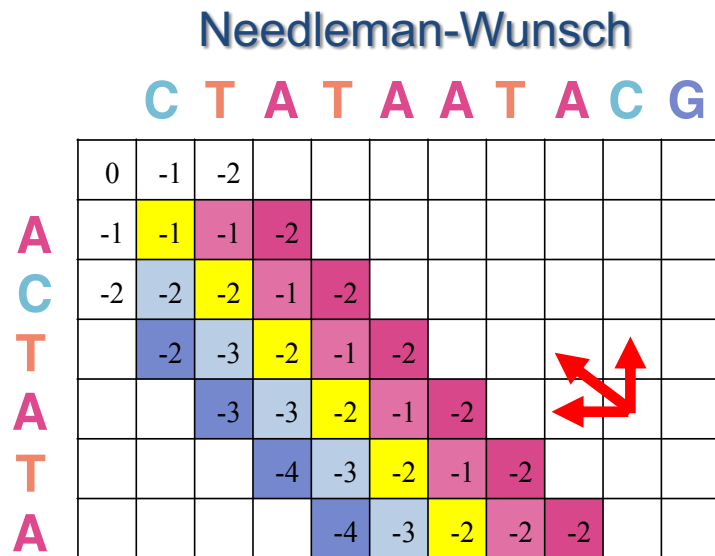 Needleman-Wunsch
C T A T A A T A C G
0 -1 -2
A -1 -1 -1 -2
C -2 -2 -2 -1 -2
T -2 -3 -2 -1 -2
A -3 -3 -2 -1 -2
T -4 -3 -2 -1 -2
A -4 -3 -2 -2 -2